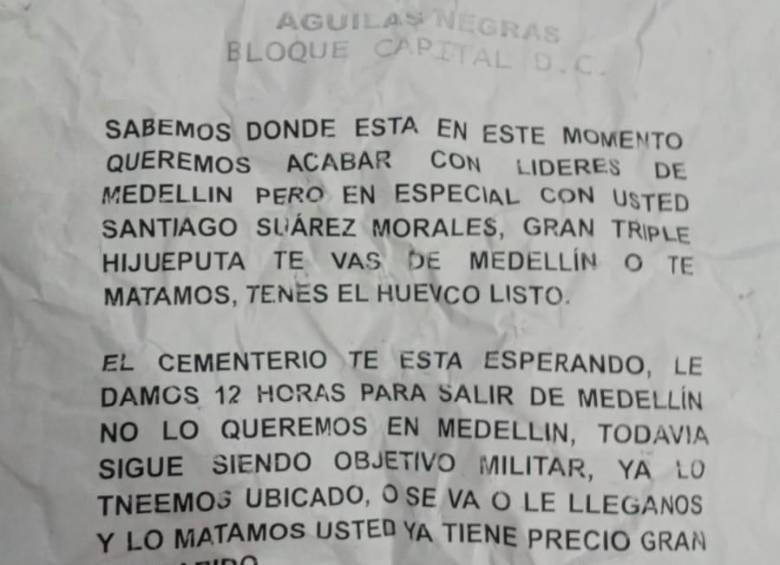 AGUILAS NEGRAS
BLOQUE CAPITAL D.C.
SABEMOS DONDE ESTA EN ESTE MOMENTO
QUEREMOS ACABAR CON LIDERES DE
MEDELLIN PERO EN ESPECIAL CON USTED
SANTIAGO SUÁREZ MORALES, GRAN TRIPLE
HIJUEPUTA TE VAS DE MEDELLÍN O TE
MATAMOS, TENES EL HUEVCO LISTO.
EL CEMENTERIO TE ESTA ESPERANDO, LE
DAMOS 12 HORAS PARA SALIR DE MEDELLÍN
NO LO QUEREMOS EN MEDELLIN, TODAVIA
SIGUE SIENDO OBJETIVO MILITAR, YA LO
TNEEMOS UBICADO, O SE VA O LE LLEGANOS
Y LO MATAMOS USTED YA TIENE PRECIO GRAN